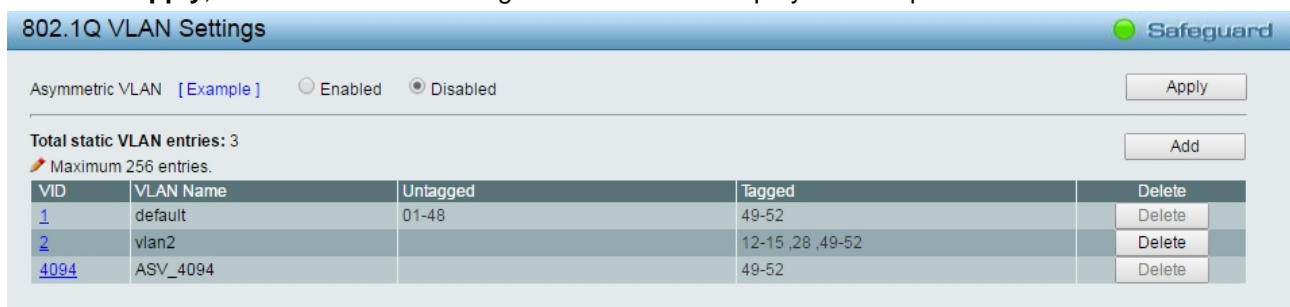 Apply,
802.1Q VLAN Settings
Safeguard
Asymmetric VLAN [ Example ] Enabled Disabled Apply
Total static VLAN entries: 3
Add
Maximum 256 entries.
VID VLAN Name Untagged Tagged Delete
1 default 01-48 49-52 Delete
2 vlan2 12-15 ,28 ,49-52 Delete
4094 ASV_4094 49-52 Delete